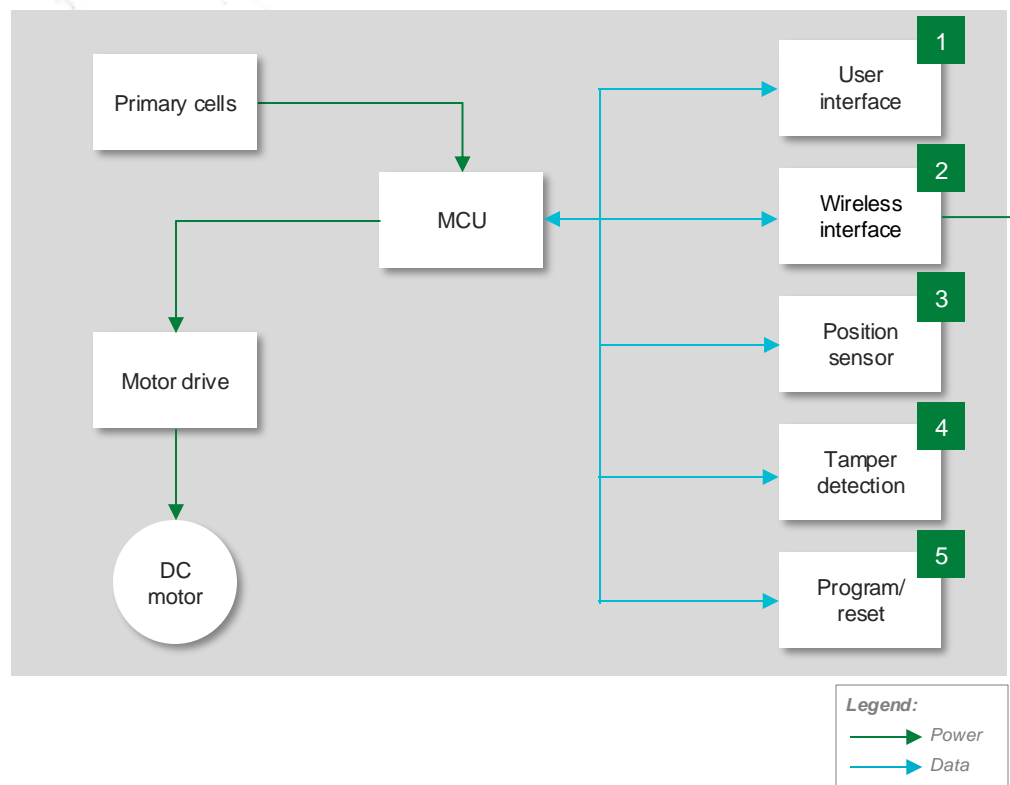 1
User
interface
Primary cells
2
Wireless
interface
MCU
3
Position
sensor
Motor drive
4
Tamper
detection
5
DC
motor
Program/
reset
Legend:
Power
Data